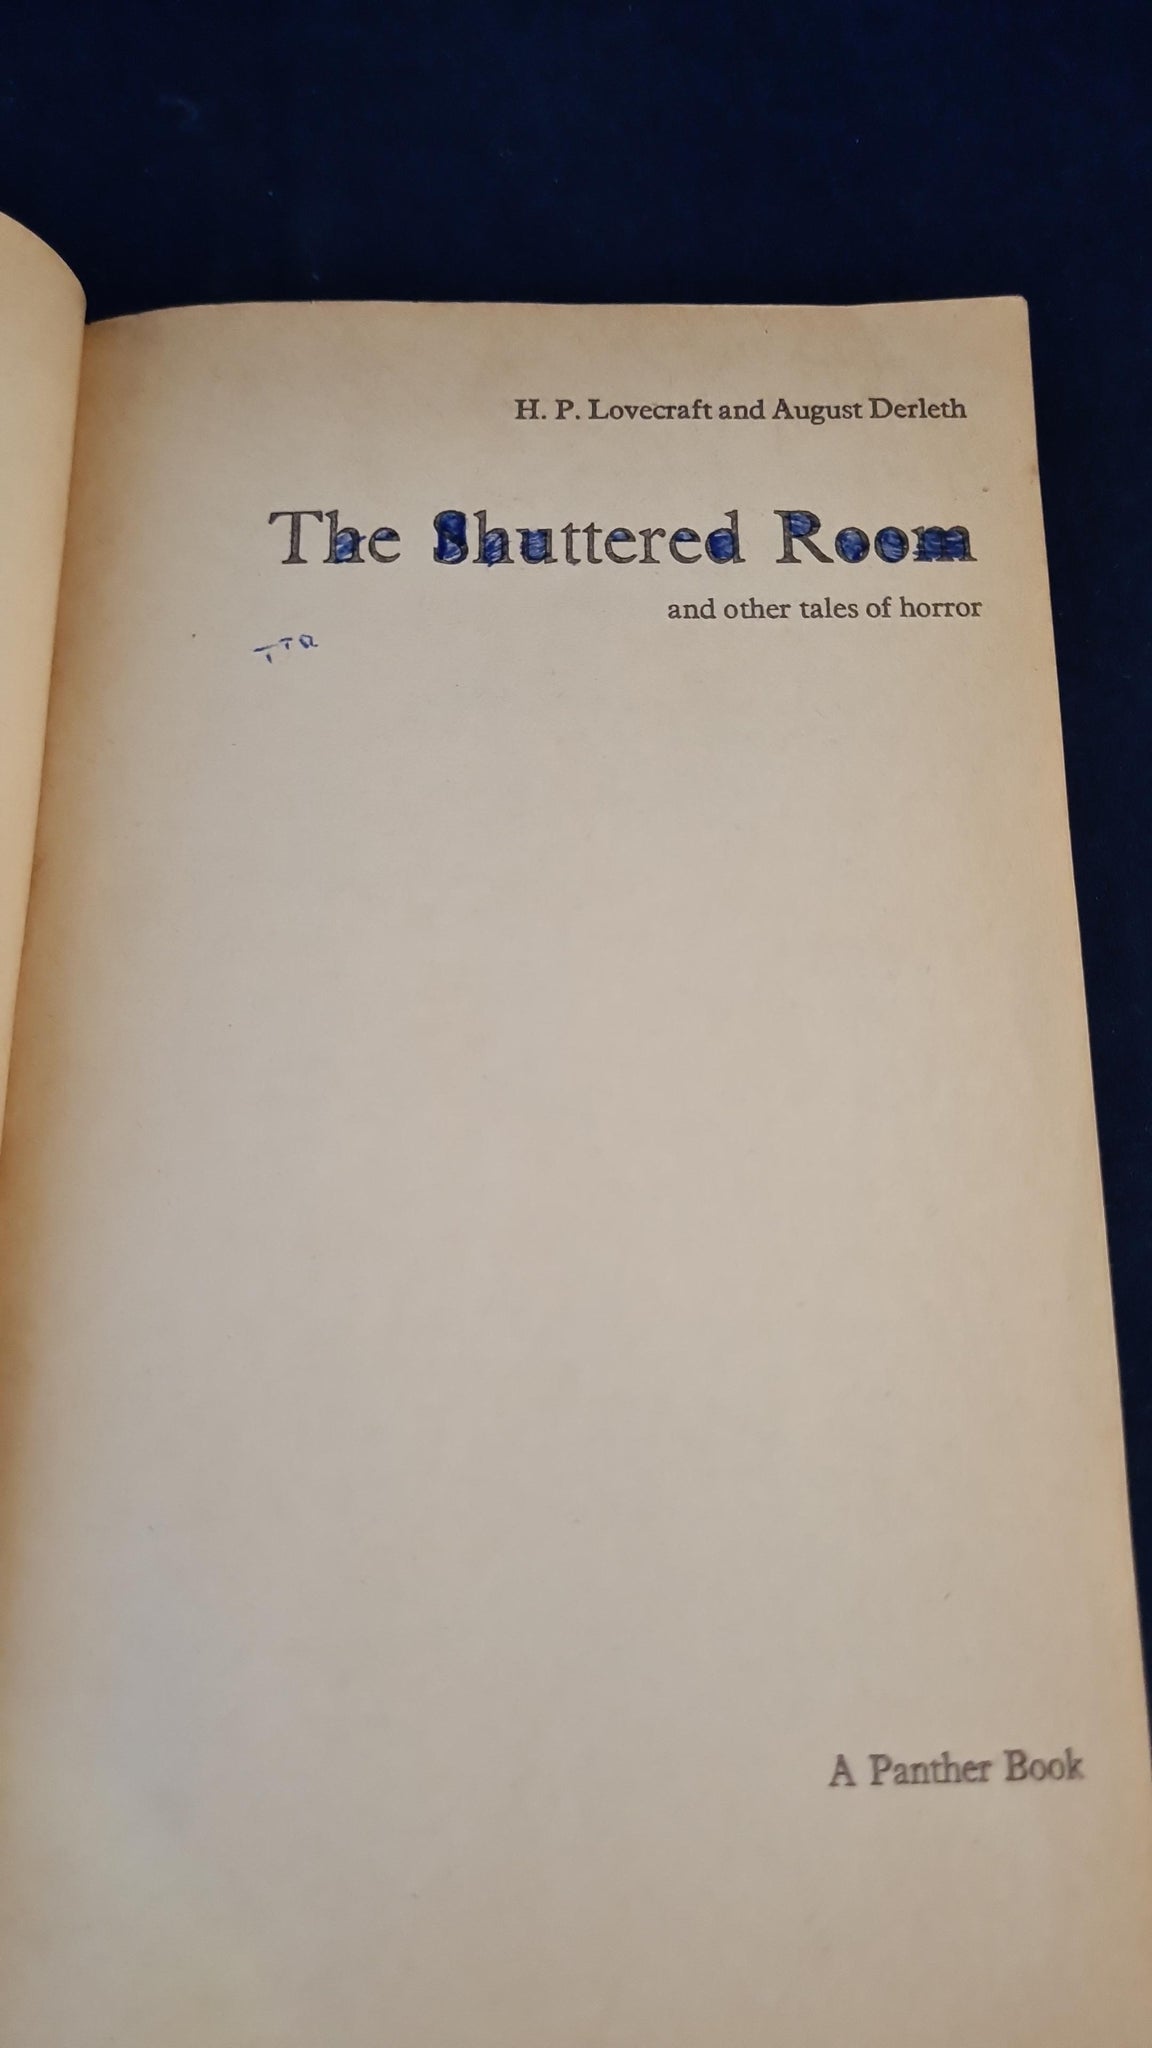 H. P. Lovecraft and August Derleth
The Shuttered Room
and other tales of horror
A Panther Book